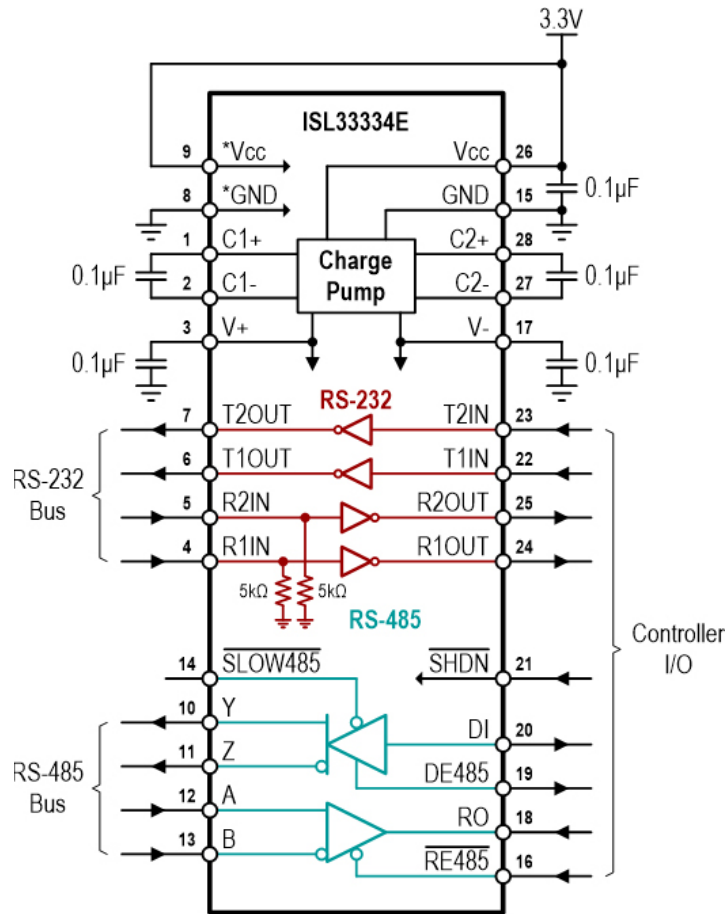 3.3V
ISL33334E
9 *Vcc Vcc 26
0.1µF
8 *GND GND 15
1 C1+ C2+ 28
0.1µF Charge Pump 0.1µF
2 C1- C2- 27
3 V+ V- 17
0.1µF 0.1µF
RS-232
7 T2OUT T2IN 23
6 T1OUT T1IN 22
RS-232 Bus
5 R2IN R2OUT 25
4 R1IN R1OUT 24
5kΩ 5kΩ
RS-485
Controller I/O
14 SLOW485 SHDN 21
10 Y DI 20
11 Z DE485 19
RS-485 Bus
12 A RO 18
13 B RE485 16